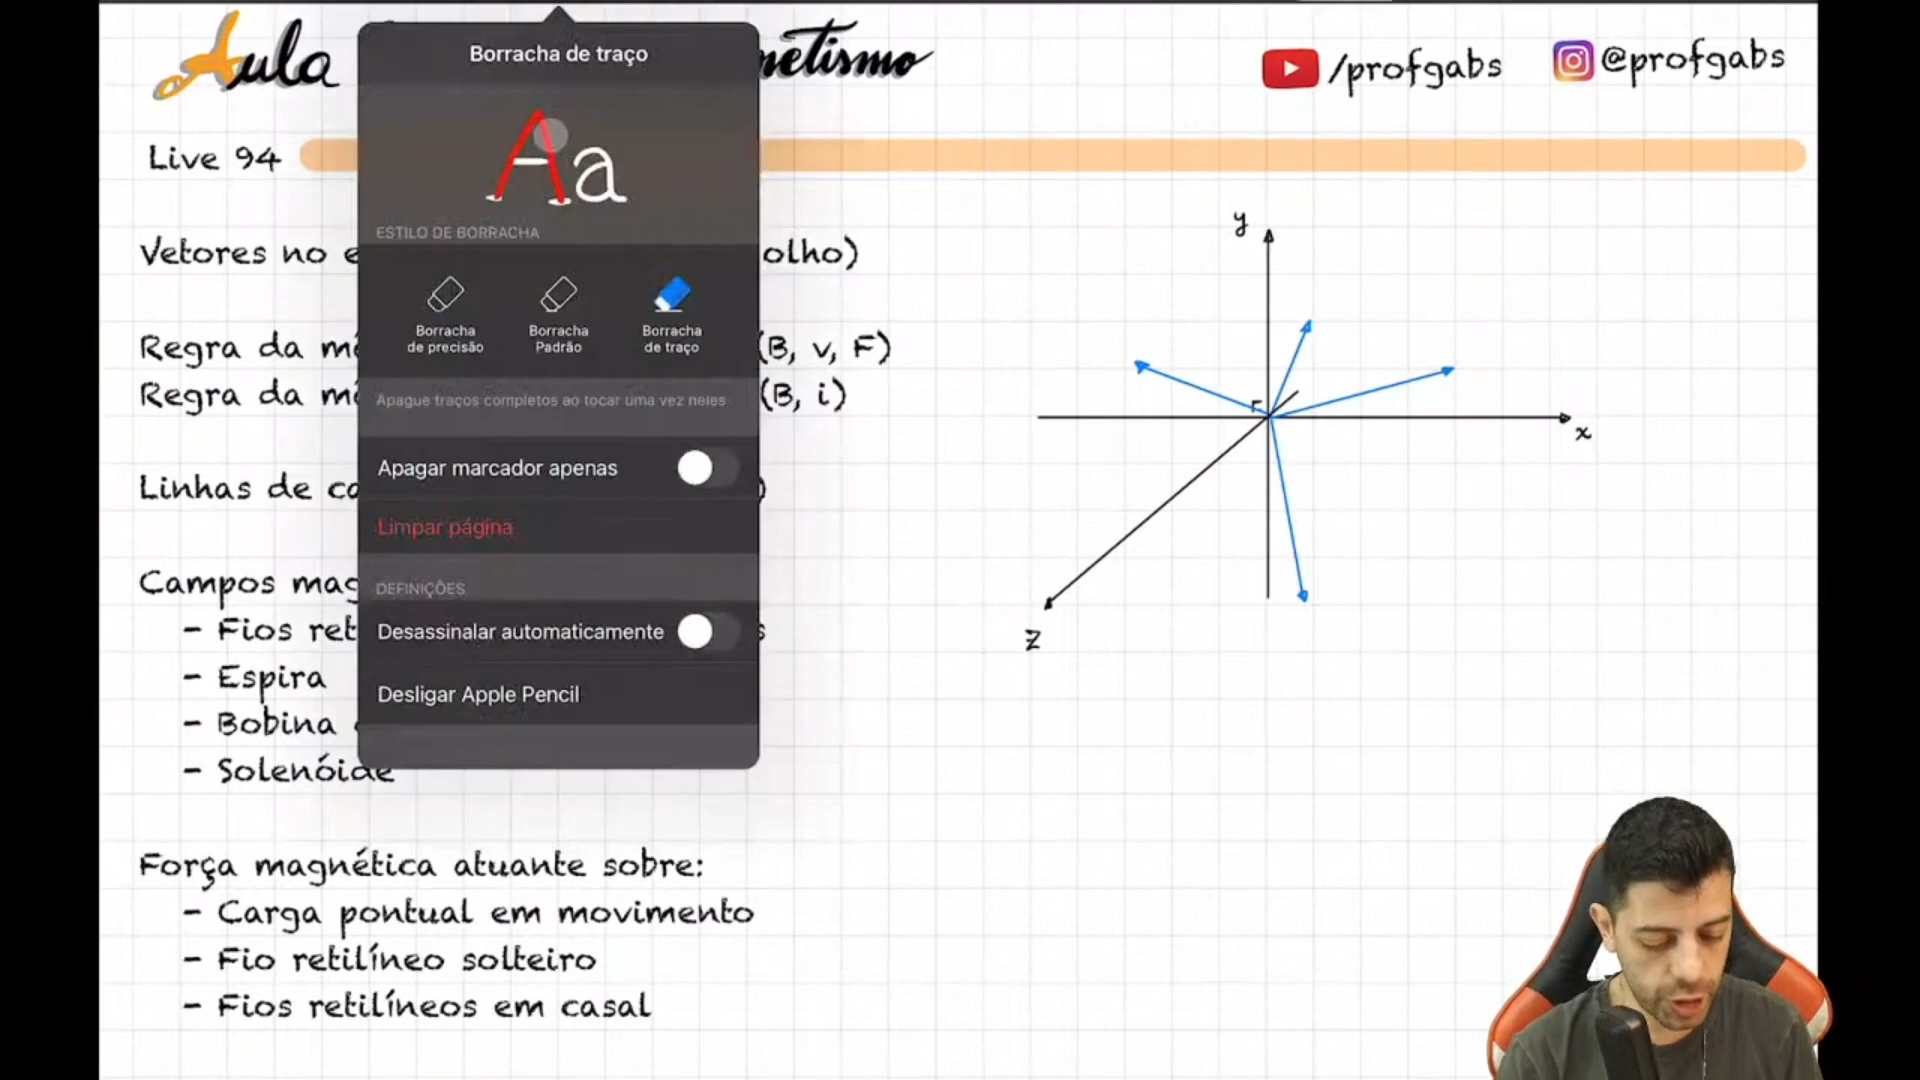 Aula
netismo
/profgabs
@profgabs
Borracha de traço
Aa
Live 94
ESTILO DE BORRACHA
Vetores no e
olho)
Borracha de precisão
Borracha Padrão
Borracha de traço
Regra da mã
(B, v, F)
Regra da mã
(B, i)
Apague traços completos ao tocar uma vez neles
Apagar marcador apenas
Linhas de ca
)
Limpar página
Campos mag
DEFINIÇÕES
- Fios ret
s
Desassinalar automaticamente
- Espira
Desligar Apple Pencil
- Bobina
- Solenóide
Força magnética atuante sobre:
- Carga pontual em movimento
- Fio retilíneo solteiro
- Fios retilíneos em casal
y
x
z